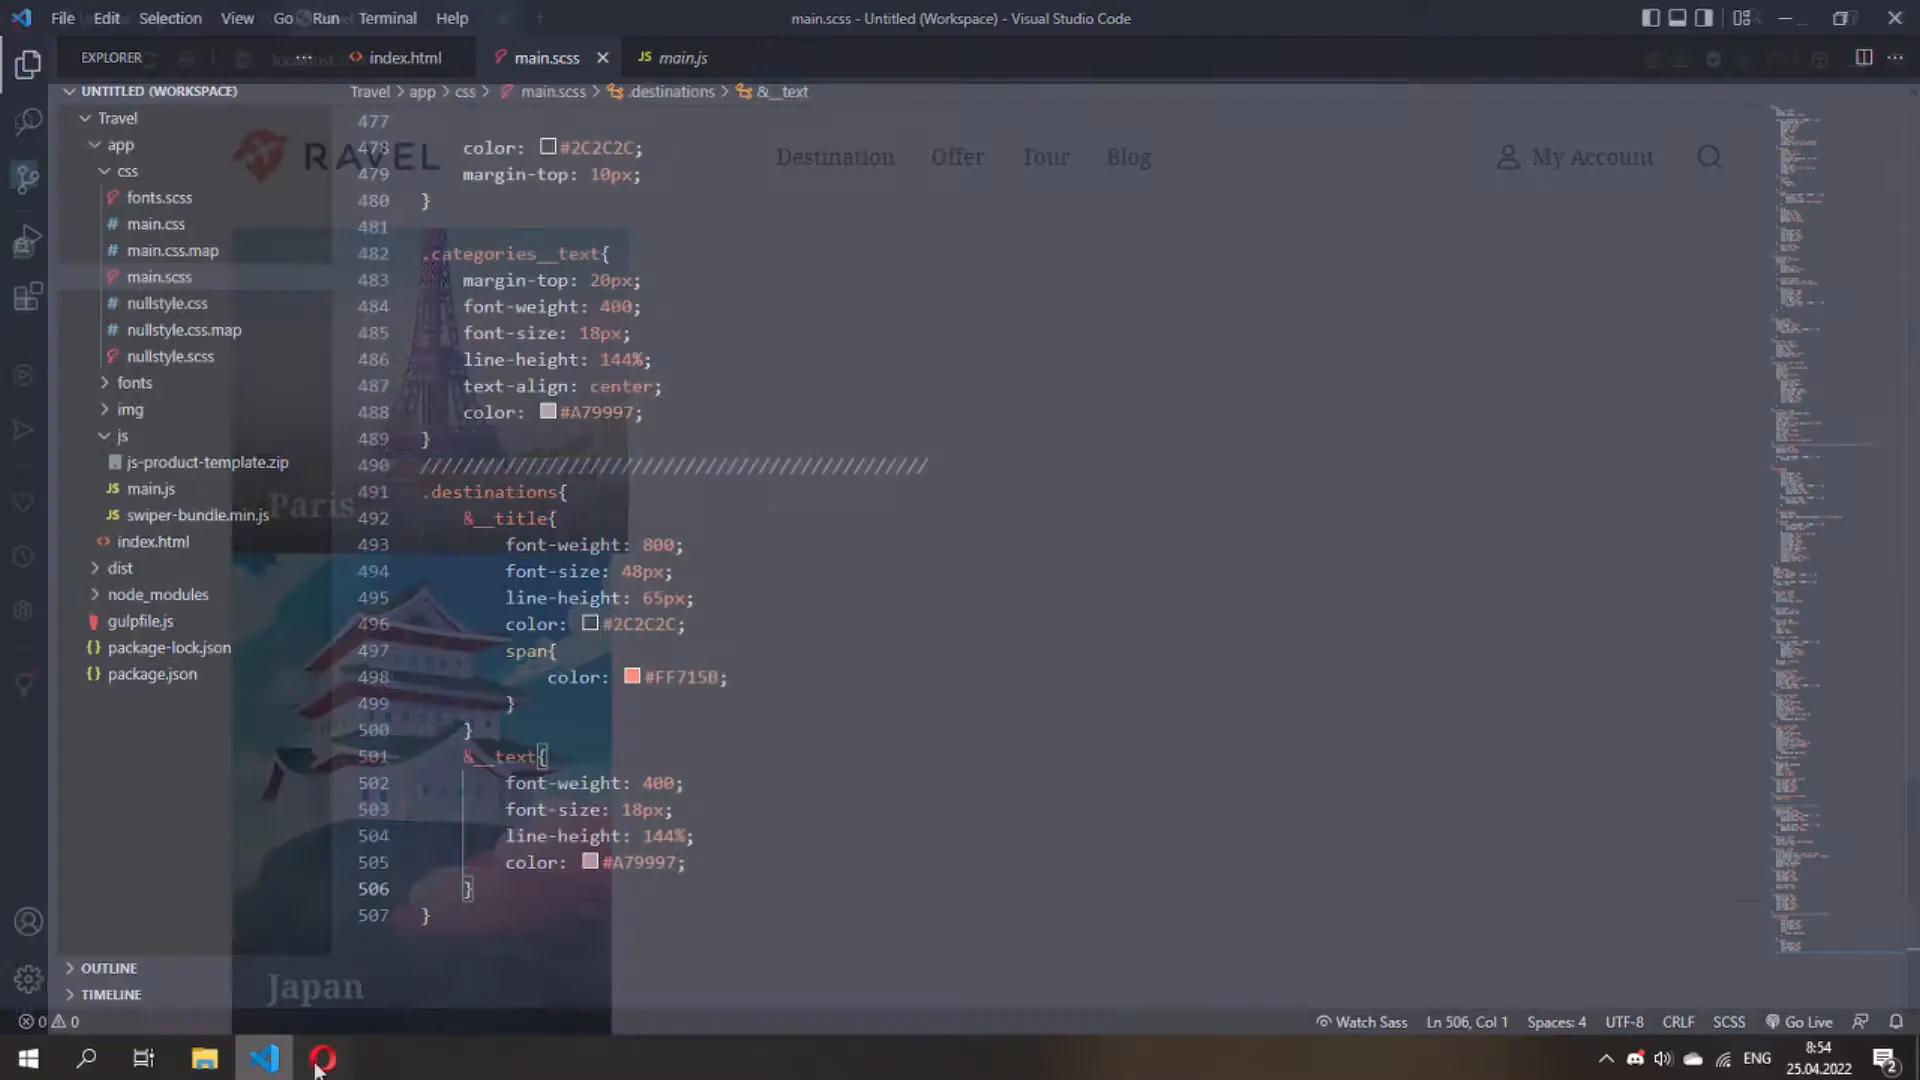 File Edit Selection View Go Run Terminal Help
main.scss - Untitled (Workspace) - Visual Studio Code
EXPLORER
index.html
main.scss
JS main.js
UNTITLED (WORKSPACE)
Travel > app > css > main.scss > .destinations > &__text
Travel
app
css
fonts.scss
# main.css
# main.css.map
main.scss
# nullstyle.css
# nullstyle.css.map
nullstyle.scss
fonts
img
js
js-product-template.zip
JS main.js
JS swiper-bundle.min.js
index.html
dist
node_modules
gulpfile.js
{} package-lock.json
{} package.json
OUTLINE
TIMELINE
RAVEL
Destination Offer Tour Blog
My Account
Paris
Japan
477
478 color: #2C2C2C;
479 margin-top: 10px;
480 }
481
482 .categories__text{
483 margin-top: 20px;
484 font-weight: 400;
485 font-size: 18px;
486 line-height: 144%;
487 text-align: center;
488 color: #A79997;
489 }
490 ////////////////////////////////////////////////
491 .destinations{
492 &__title{
493 font-weight: 800;
494 font-size: 48px;
495 line-height: 65px;
496 color: #2C2C2C;
497 span{
498 color: #FF715B;
499 }
500 }
501 &__text{
502 font-weight: 400;
503 font-size: 18px;
504 line-height: 144%;
505 color: #A79997;
506 }
507 }
0 0
Watch Sass
Ln 506, Col 1
Spaces: 4
UTF-8
CRLF
SCSS
Go Live
ENG
8:54
25.04.2022
2